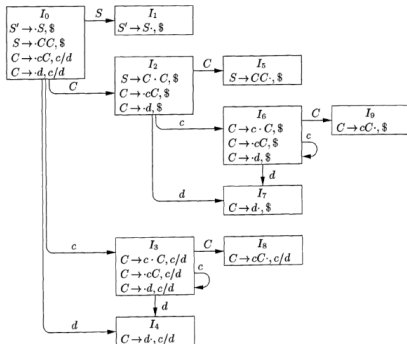 I₀
S' → ·S, $
S → ·CC, $
C → ·cC, c/d
C → ·d, c/d
S
I₁
S' → S·, $
C
I₂
S → C · C, $
C → ·cC, $
C → ·d, $
C
I₅
S → CC·, $
c
I₆
C → c · C, $
C → ·cC, $
C → ·d, $
C
I₉
C → cC·, $
c
d
d
I₇
C → d·, $
c
I₃
C → c · C, c/d
C → ·cC, c/d
C → ·d, c/d
C
I₈
C → cC·, c/d
c
d
d
I₄
C → d·, c/d